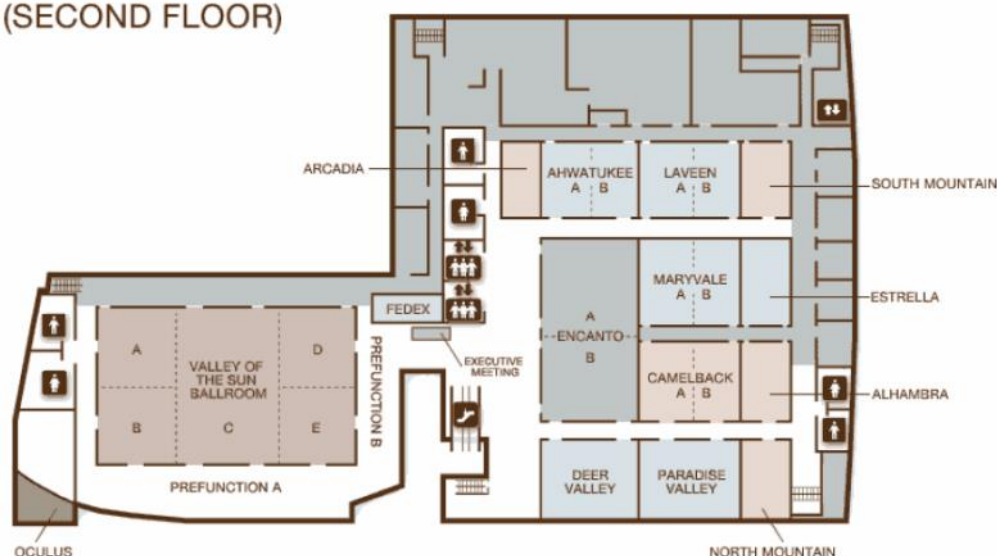 (SECOND FLOOR)
ARCADIA
AHWATUKEE
A B
LAVEEN
A B
SOUTH MOUNTAIN
MARYVALE
A B
ESTRELLA
FEDEX
EXECUTIVE
MEETING
A
ENCANTO
B
CAMELBACK
A B
ALHAMBRA
A
VALLEY OF
THE SUN
BALLROOM
D
B
C
E
PREFUNCTION B
PREFUNCTION A
DEER
VALLEY
PARADISE
VALLEY
OCULUS
NORTH MOUNTAIN